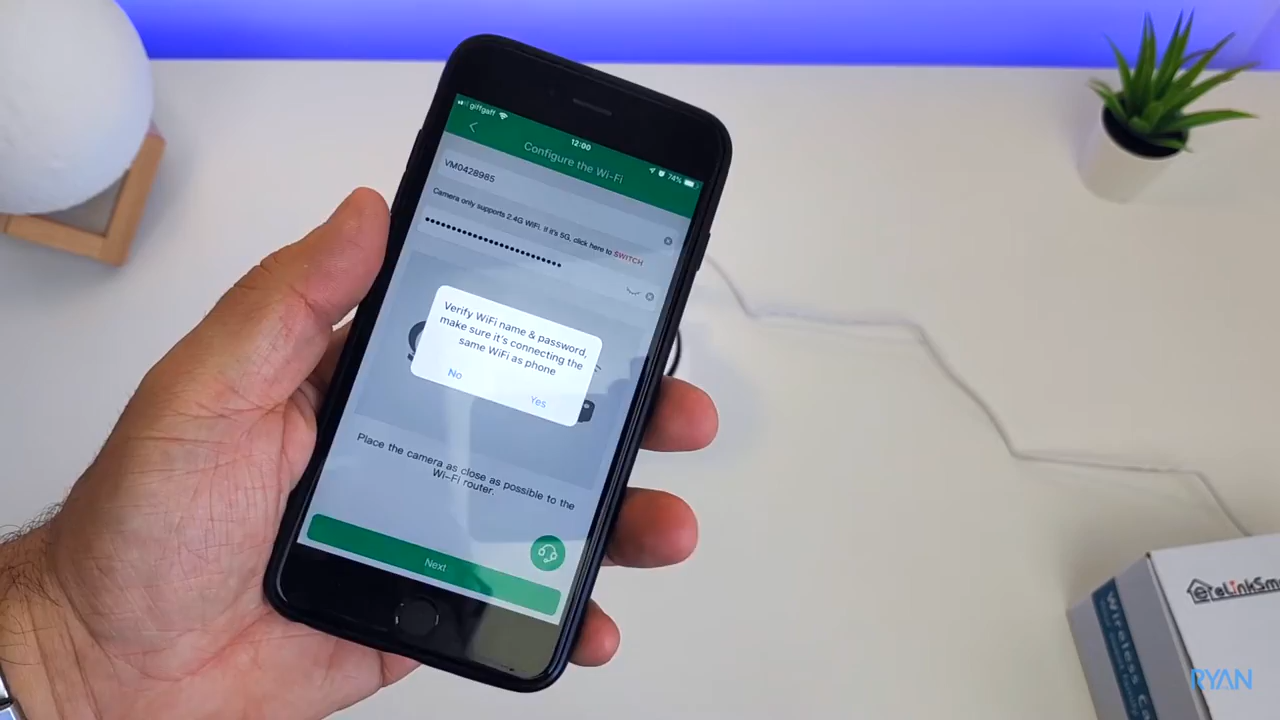 giffgaff
12:00
74%
Configure the Wi-Fi
VM0428985
Camera only supports 2.4G WIFI. If it's 5G, click here to SWITCH
Verify WiFi name & password,
make sure it's connecting the
same WiFi as phone
No
Yes
Place the camera as close as possible to the
Wi-Fi router.
Next
Wireless Ca
RYAN